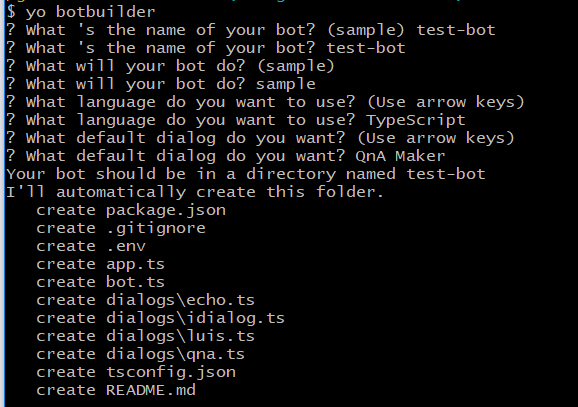 $ yo botbuilder
? What 's the name of your bot? (sample) test-bot
? What 's the name of your bot? test-bot
? What will your bot do? (sample)
? What will your bot do? sample
? What language do you want to use? (Use arrow keys)
? What language do you want to use? TypeScript
? What default dialog do you want? (Use arrow keys)
? What default dialog do you want? QnA Maker
Your bot should be in a directory named test-bot
I'll automatically create this folder.
   create package.json
   create .gitignore
   create .env
   create app.ts
   create bot.ts
   create dialogs\echo.ts
   create dialogs\idialog.ts
   create dialogs\luis.ts
   create dialogs\qna.ts
   create tsconfig.json
   create README.md